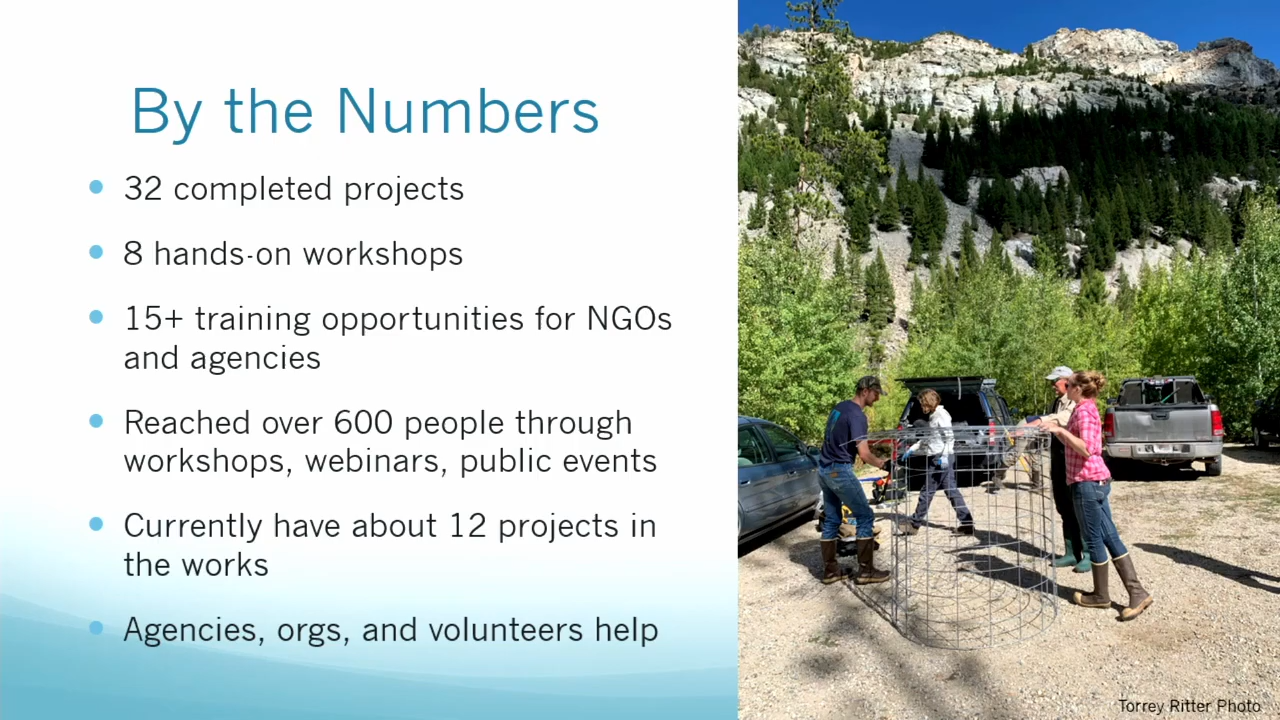 By the Numbers
32 completed projects
8 hands-on workshops
15+ training opportunities for NGOs
and agencies
Reached over 600 people through
workshops, webinars, public events
Currently have about 12 projects in
the works
Agencies, orgs, and volunteers help
Torrey Ritter Photo